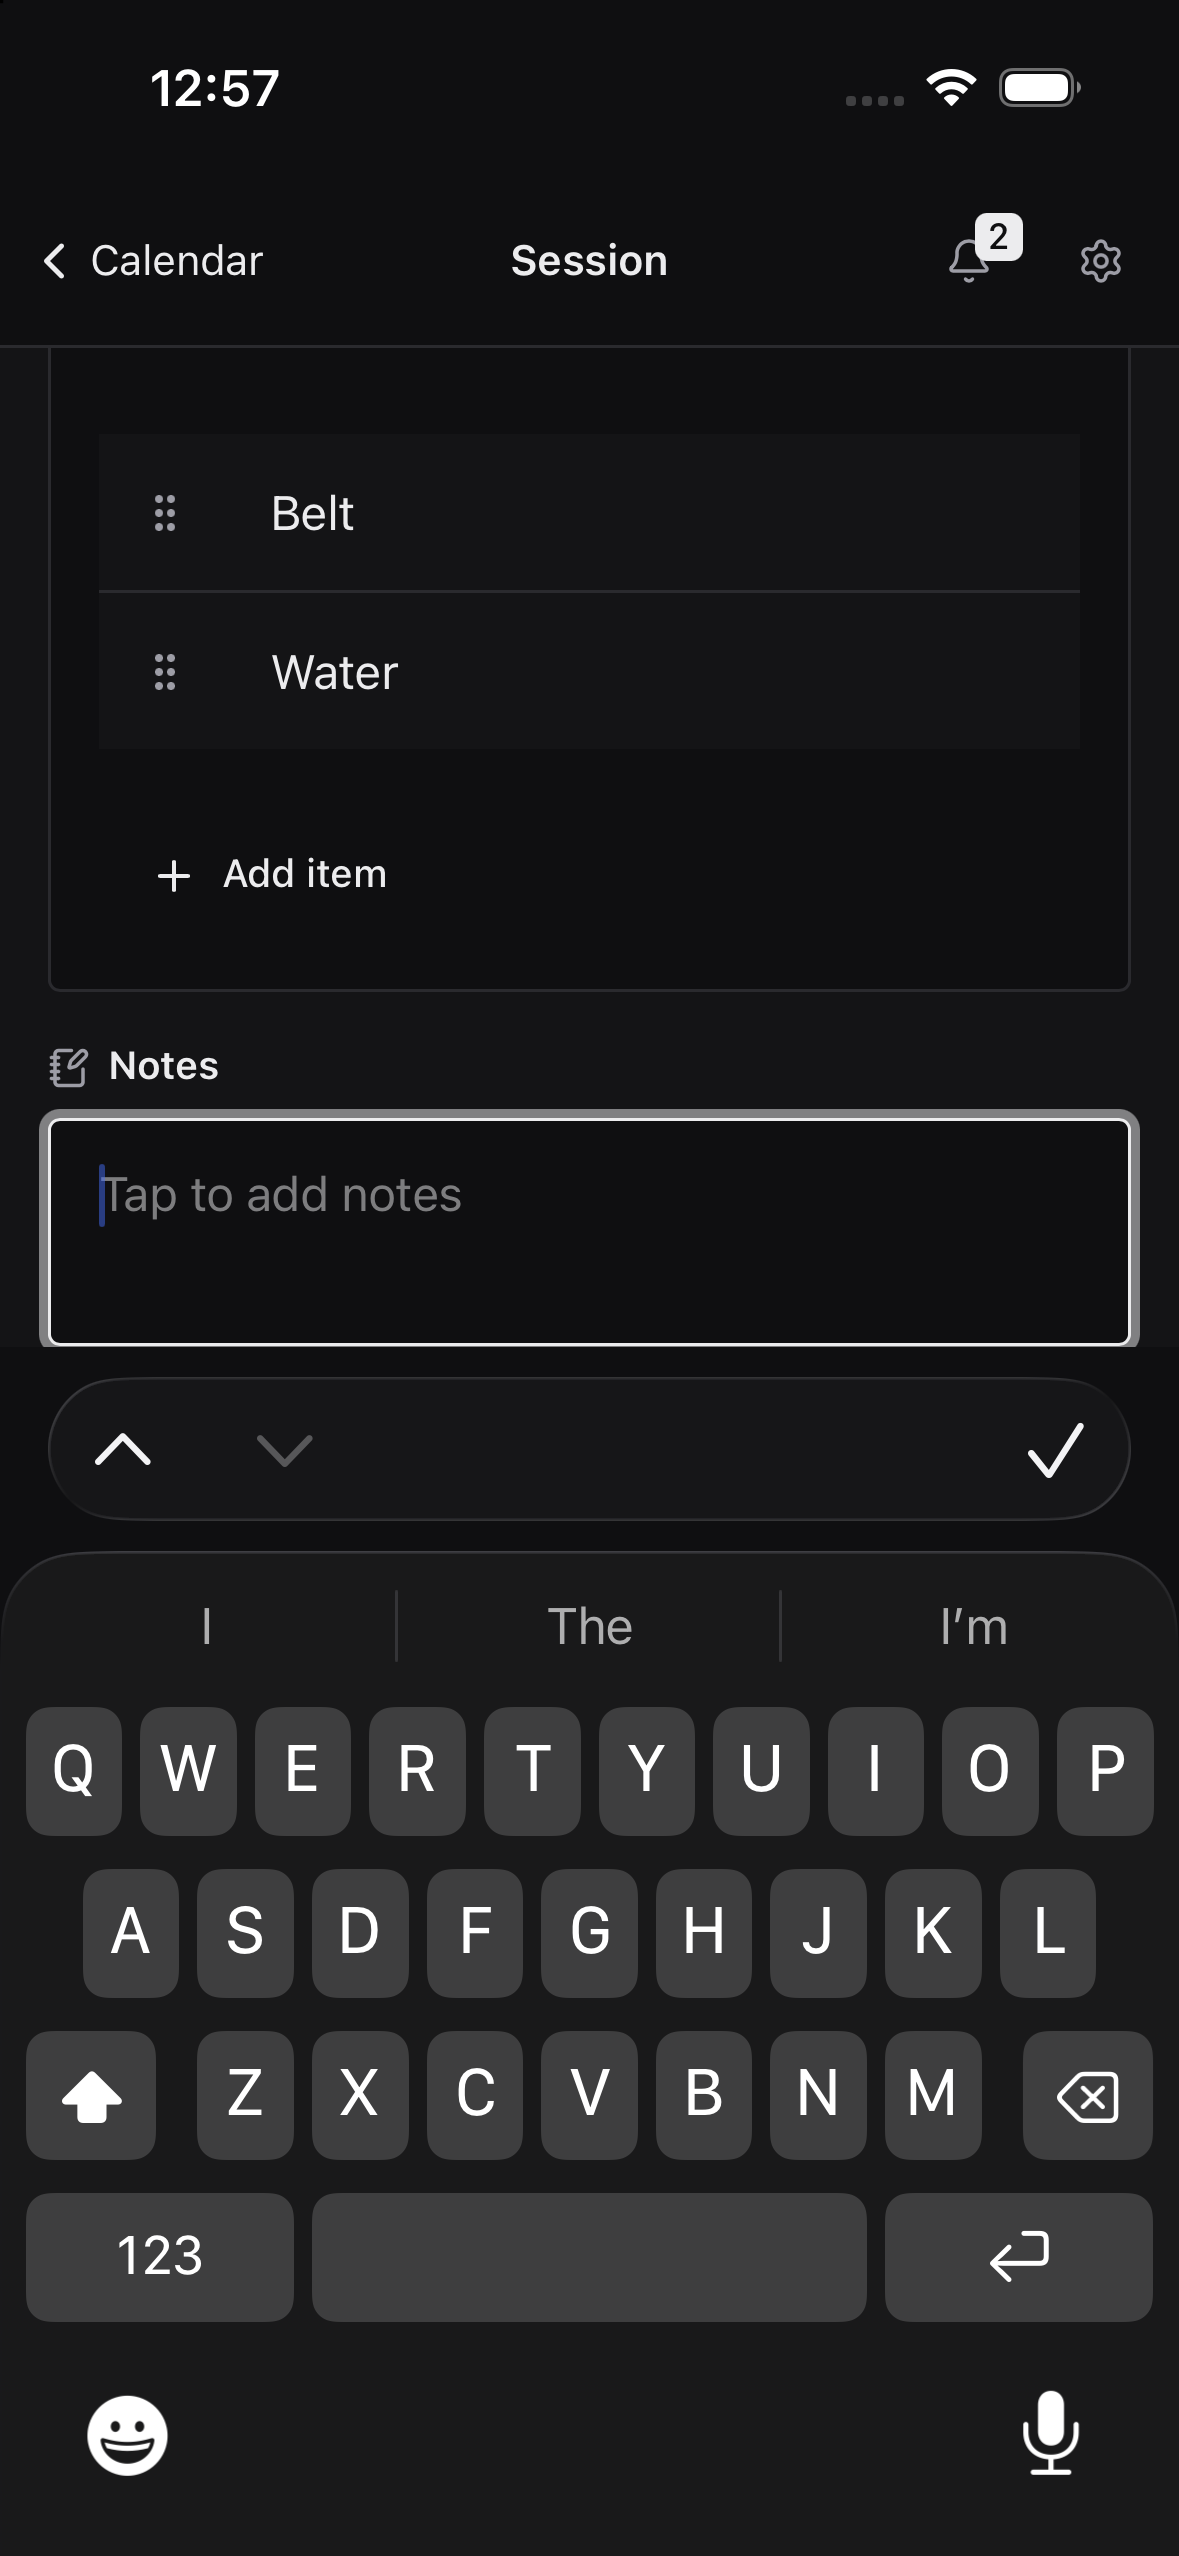 12:57
Calendar
Session
2
Belt
Water
Add item
Notes
Tap to add notes
I
The
I’m
Q W E R T Y U I O P
A S D F G H J K L
Z X C V B N M
123